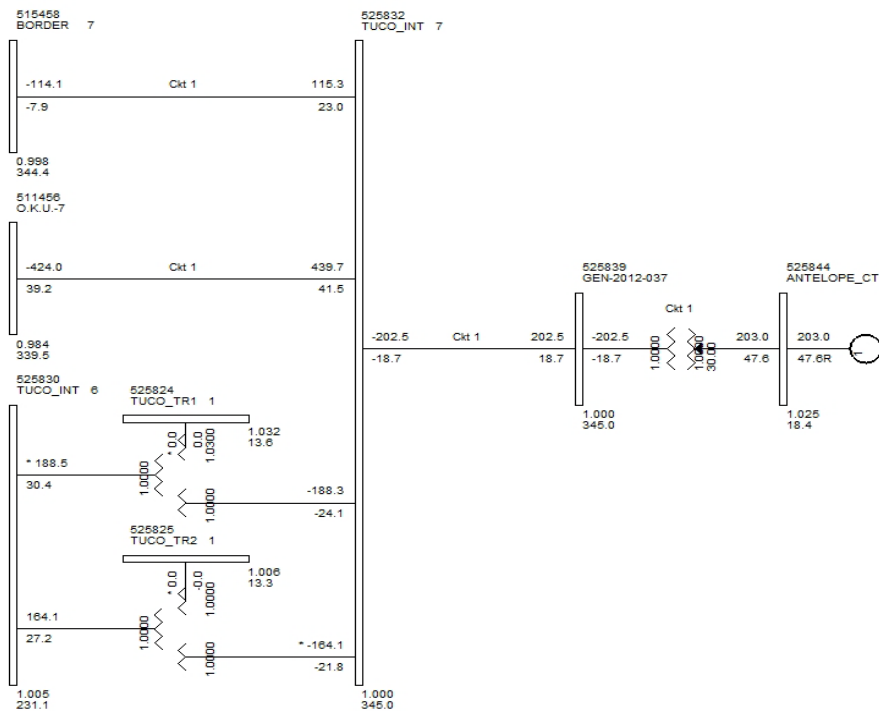 515458
BORDER 7
525832
TUCO_INT 7
-114.1 Ckt 1 115.3
-7.9 23.0
0.998
344.4
511456
O.K.U.-7
-424.0 Ckt 1 439.7
39.2 41.5
525839
GEN-2012-037
525844
ANTELOPE_CT
Ckt 1
-202.5 Ckt 1 202.5 -202.5 1.0000 1.0000 30.00 203.0 203.0
-18.7 18.7 -18.7 47.6 47.6R
1
0.984
339.5
1.000
345.0
1.025
18.4
525830
TUCO_INT 6
525824
TUCO_TR1 1
1.032
13.6
* 0.0 0.0 1.0300
* 188.5 1.0000
30.4
1.0000 -188.3
-24.1
525825
TUCO_TR2 1
1.006
13.3
* 0.0 -0.0 1.0000
164.1 1.0000
27.2
1.0000 * -164.1
-21.8
1.005
231.1
1.000
345.0